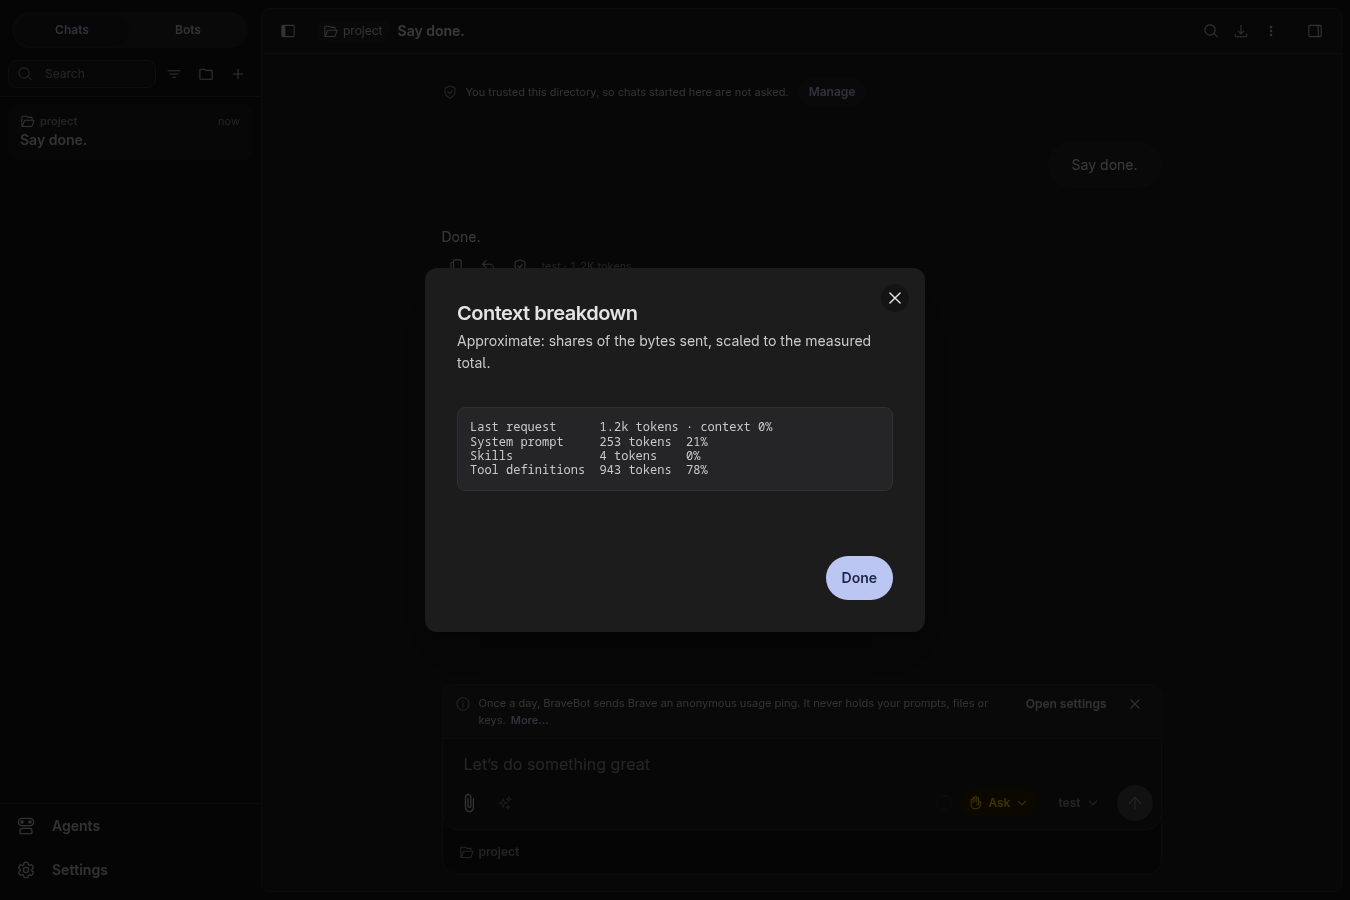 Chats
Bots
Search
project
now
Say done.
Agents
Settings
project
Say done.
You trusted this directory, so chats started here are not asked.
Manage
Say done.
Done.
test · 1.2K tokens
Context breakdown
Approximate: shares of the bytes sent, scaled to the measured
total.
Last request 1.2k tokens · context 0%
System prompt 253 tokens 21%
Skills 4 tokens 0%
Tool definitions 943 tokens 78%
Done
Once a day, BraveBot sends Brave an anonymous usage ping. It never holds your prompts, files or
keys. More...
Open settings
Let's do something great
Ask
test
project